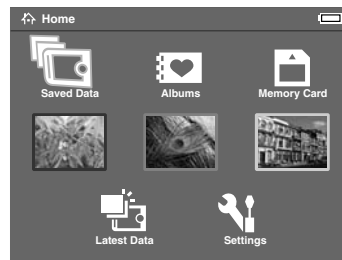 Home
Saved Data
Albums
Memory Card
Latest Data
Settings